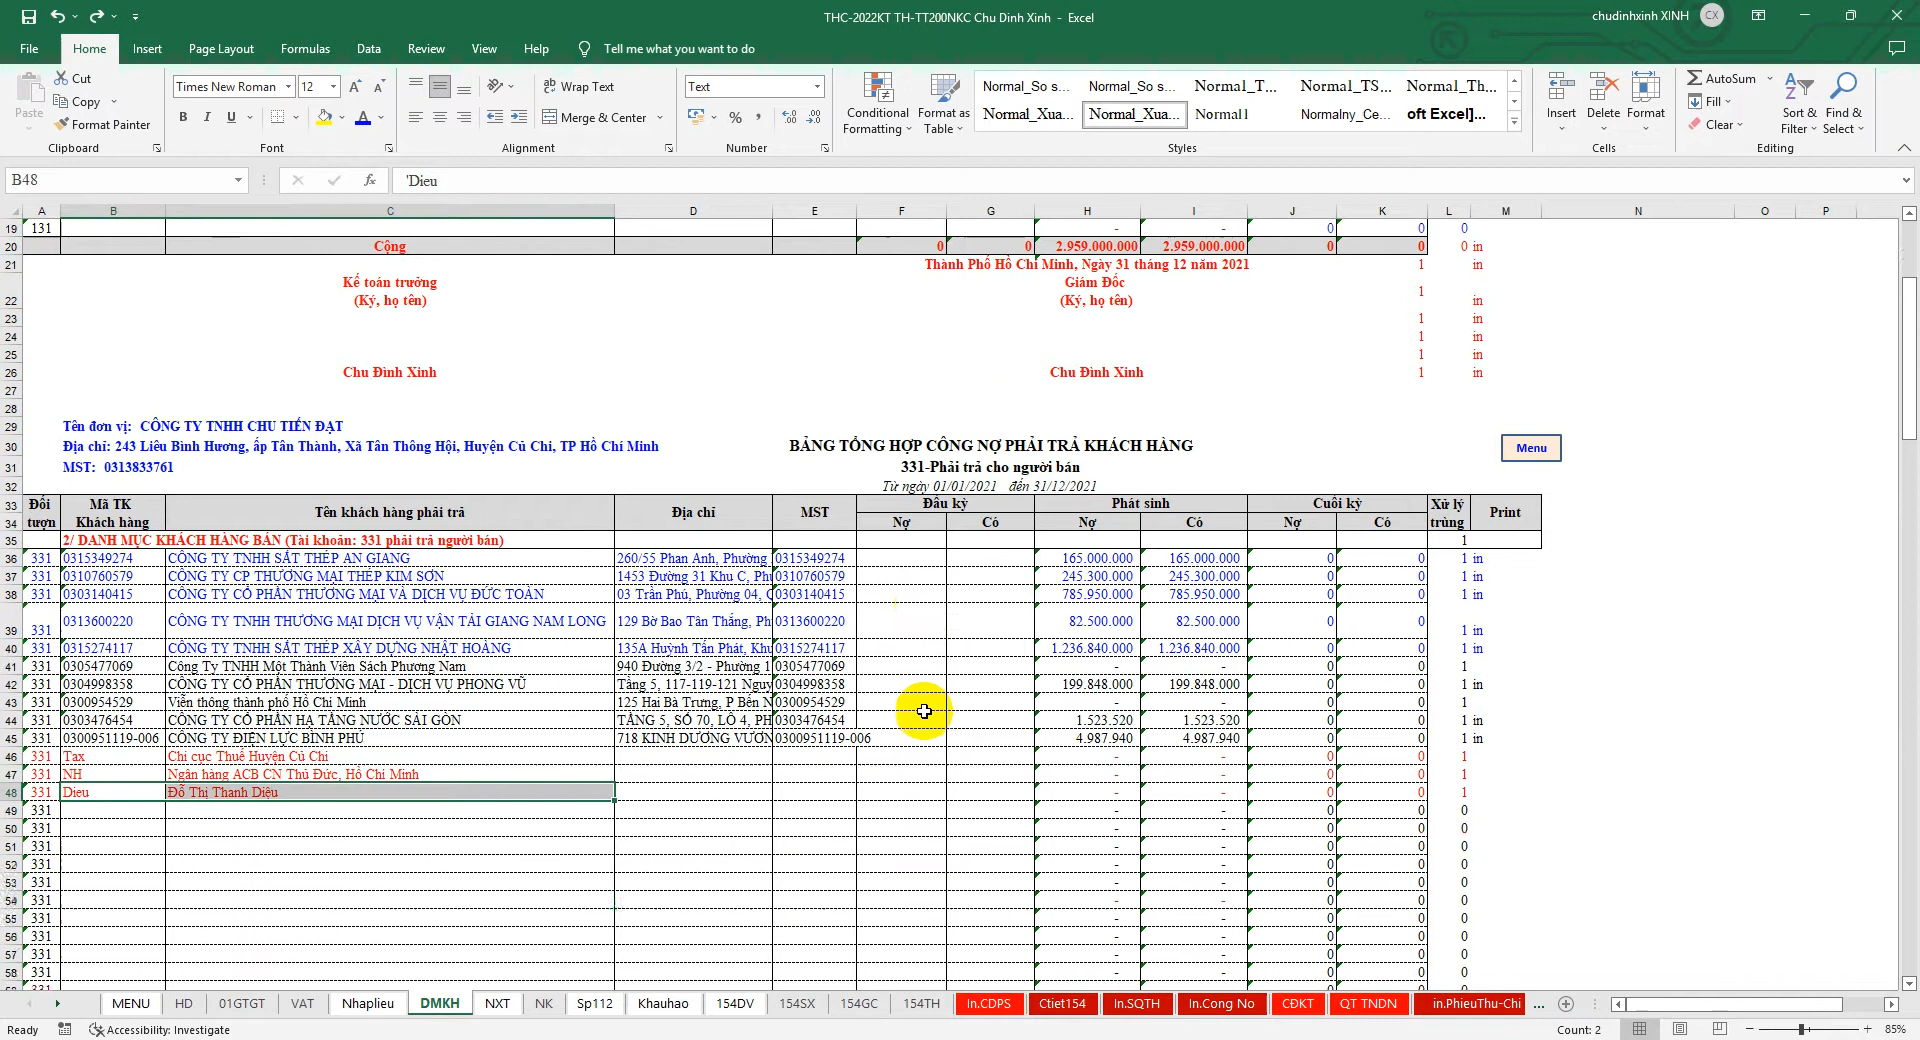 THC-2022KT TH-TT200NKC Chu Dinh Xinh - Excel
chudinhxinh XINH CX
File Home Insert Page Layout Formulas Data Review View Help Tell me what you want to do
Cut
Copy
Format Painter
Paste
Clipboard
Times New Roman 12
B I U
Font
Wrap Text
Merge & Center
Alignment
Text
Number
Conditional Formatting
Format as Table
Normal_So s... Normal_So s... Normal_T... Normal_TS... Normal_Th...
Normal_Xua... Normal_Xua... Normal1 Normalny_Ce... oft Excel]...
Styles
Insert Delete Format
Cells
AutoSum
Fill
Clear
Sort & Filter
Find & Select
Editing
B48 fx 'Dieu
A B C D E F G H I J K L M N O P
19 131 - - 0 0 0
20 Cộng 0 0 2.959.000.000 2.959.000.000 0 0 0 in
21 Thành Phố Hồ Chí Minh, Ngày 31 tháng 12 năm 2021 1 in
Kế toán trưởng Giám Đốc
22 (Ký, họ tên) (Ký, họ tên) 1 in
23 1 in
24 1 in
25 1 in
26 Chu Đình Xinh Chu Đình Xinh 1 in
27
28
29 Tên đơn vị: CÔNG TY TNHH CHU TIẾN ĐẠT
30 Địa chỉ: 243 Liêu Bình Hương, ấp Tân Thành, Xã Tân Thông Hội, Huyện Củ Chi, TP Hồ Chí Minh BẢNG TỔNG HỢP CÔNG NỢ PHẢI TRẢ KHÁCH HÀNG Menu
31 MST: 0313833761 331-Phải trả cho người bán
32 Từ ngày 01/01/2021 đến 31/12/2021
33 Đối Mã TK Tên khách hàng phải trả Địa chỉ MST Đầu kỳ Phát sinh Cuối kỳ Xử lý Print
34 tượn Khách hàng Nợ Có Nợ Có Nợ Có trùng
35 2/ DANH MỤC KHÁCH HÀNG BÁN (Tài khoản: 331 phải trả người bán) 1
36 331 0315349274 CÔNG TY TNHH SẮT THÉP AN GIANG 260/55 Phan Anh, Phường 0315349274 165.000.000 165.000.000 0 0 1 in
37 331 0310760579 CÔNG TY CP THƯƠNG MẠI THÉP KIM SƠN 1453 Đường 31 Khu C, Phư 0310760579 245.300.000 245.300.000 0 0 1 in
38 331 0303140415 CÔNG TY CỔ PHẦN THƯƠNG MẠI VÀ DỊCH VỤ ĐỨC TOÀN 03 Trần Phú, Phường 04, Q 0303140415 785.950.000 785.950.000 0 0 1 in
39 331 0313600220 CÔNG TY TNHH THƯƠNG MẠI DỊCH VỤ VẬN TẢI GIANG NAM LONG 129 Bờ Bao Tân Thắng, Ph 0313600220 82.500.000 82.500.000 0 0 1 in
40 331 0315274117 CÔNG TY TNHH SẮT THÉP XÂY DỰNG NHẬT HOÀNG 135A Huỳnh Tấn Phát, Khu 0315274117 1.236.840.000 1.236.840.000 0 0 1 in
41 331 0305477069 Công Ty TNHH Một Thành Viên Sách Phương Nam 940 Đường 3/2 - Phường 1 0305477069 - - 0 0 1
42 331 0304998358 CÔNG TY CỔ PHẦN THƯƠNG MẠI - DỊCH VỤ PHONG VŨ Tầng 5, 117-119-121 Nguy 0304998358 199.848.000 199.848.000 0 0 1 in
43 331 0300954529 Viễn thông thành phố Hồ Chí Minh 125 Hai Bà Trưng, P Bến N 0300954529 - - 0 0 1
44 331 0303476454 CÔNG TY CỔ PHẦN HẠ TẦNG NƯỚC SÀI GÒN TẦNG 5, SỐ 70, LÔ 4, PH 0303476454 1.523.520 1.523.520 0 0 1 in
45 331 0300951119-006 CÔNG TY ĐIỆN LỰC BÌNH PHÚ 718 KINH DƯƠNG VƯƠN 0300951119-006 4.987.940 4.987.940 0 0 1 in
46 331 Tax Chi cục Thuế Huyện Củ Chi - - 0 0 1
47 331 NH Ngân hàng ACB CN Thủ Đức, Hồ Chí Minh - - 0 0 1
48 331 Dieu Đỗ Thị Thanh Diệu - - 0 0 1
49 331 - - 0 0 0
50 331 - - 0 0 0
51 331 - - 0 0 0
52 331 - - 0 0 0
53 331 - - 0 0 0
54 331 - - 0 0 0
55 331 - - 0 0 0
56 331 - - 0 0 0
57 331 - - 0 0 0
58 331 - - 0 0 0
MENU HD 01GTGT VAT Nhaplieu DMKH NXT NK Sp112 Khauhao 154DV 154SX 154GC 154TH In.CDPS Ctiet154 In.SQTH In.Cong No CĐKT QT TNDN in.PhieuThu-Chi ...
Ready Accessibility: Investigate Count: 2 85%